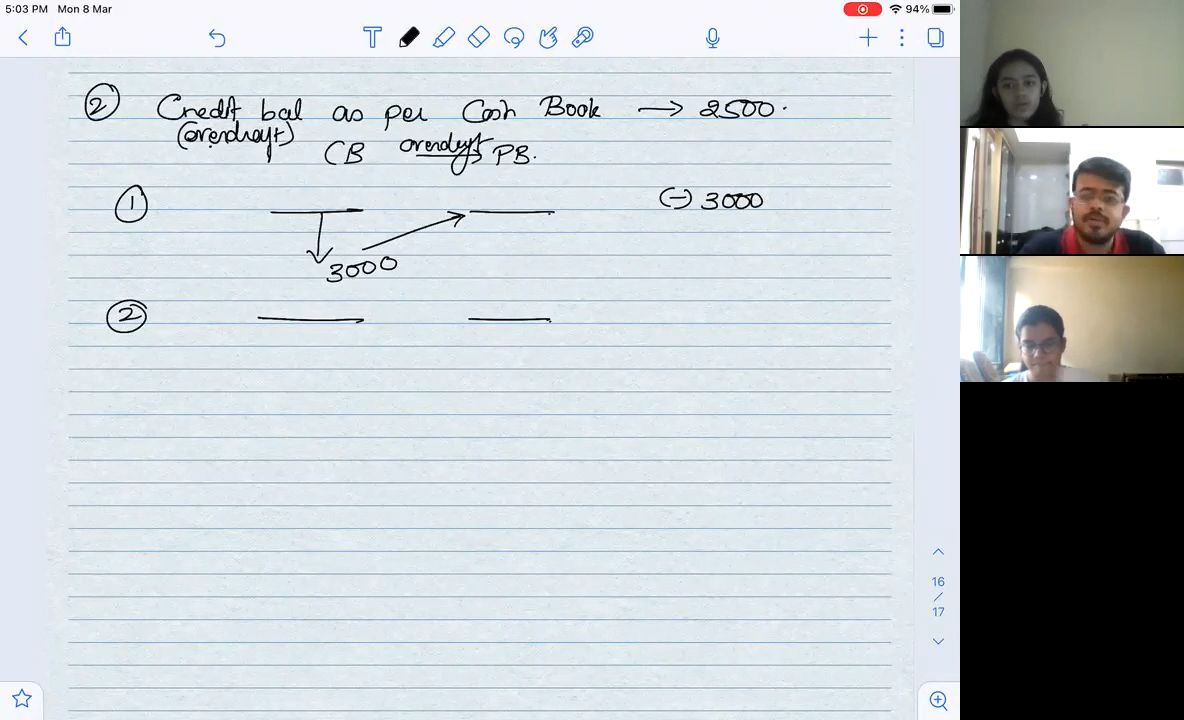 5:03 PM Mon 8 Mar
94%
② Credit bal as per Cash Book → 2500.
(overdraft)
CB overdraft PB.
① (-) 3000
3000
②
16
/
17